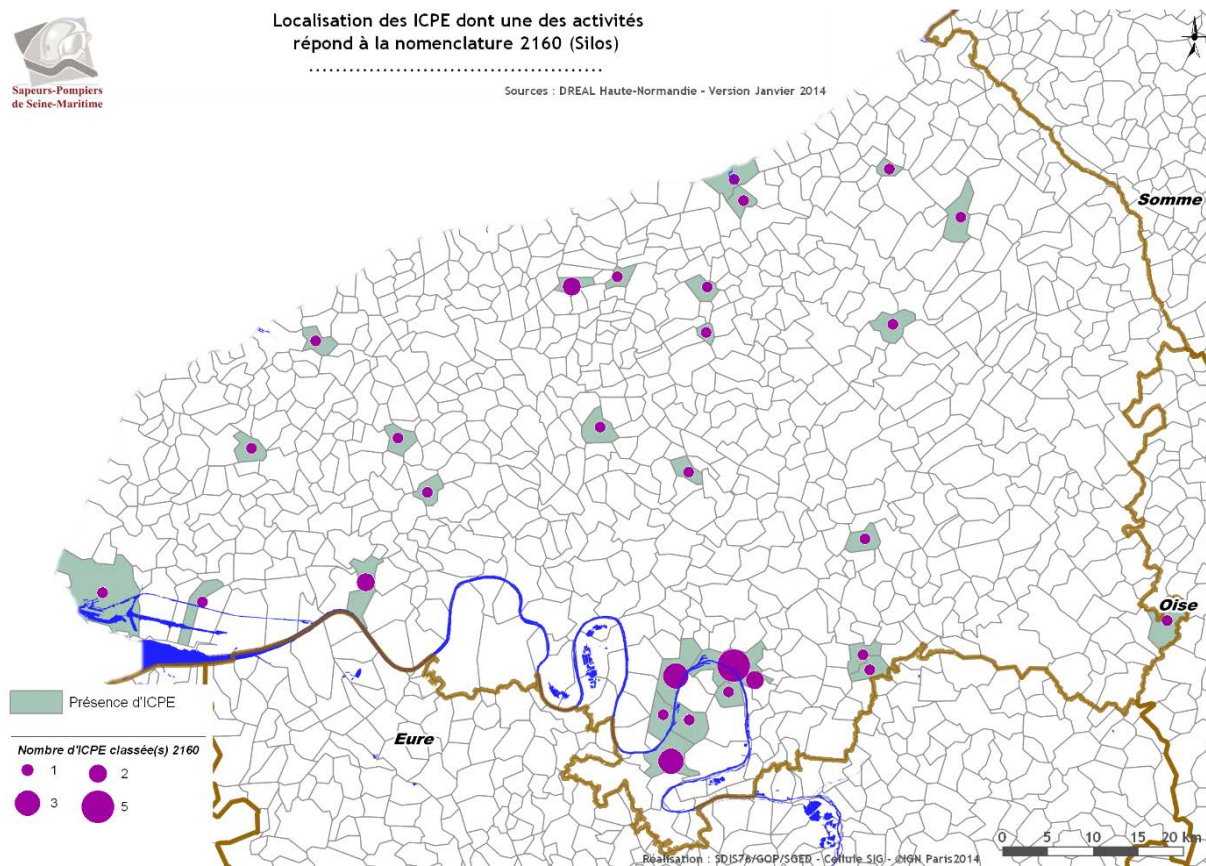 Localisation des ICPE dont une des activités
répond à la nomenclature 2160 (Silos)
Sources : DREAL Haute-Normandie - Version Janvier 2014
Sapeurs-Pompiers
de Seine-Maritime
Somme
Oise
Eure
Présence d'ICPE
Nombre d'ICPE classée(s) 2160
1 2
3 5
0 5 10 15 20 km
Réalisation : SDIS76/GOP/SGED - Cellule SIG - ©IGN Paris2014